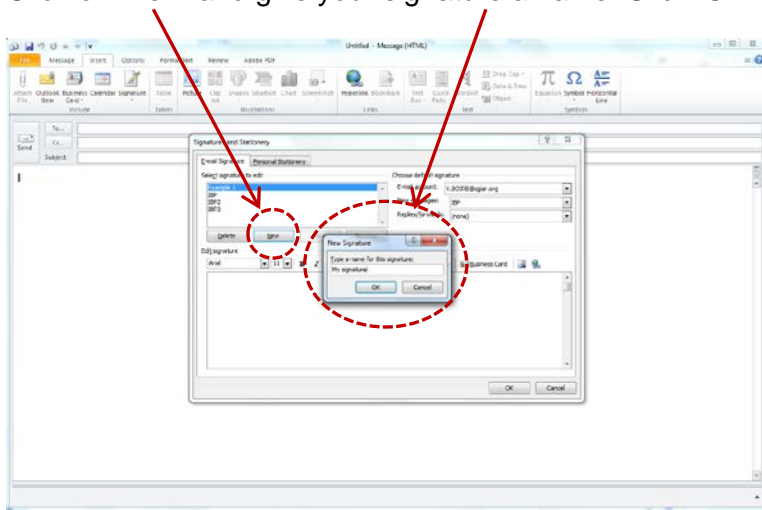 Untitled - Message (HTML)
File Message Insert Options Format Text Review Adobe PDF
Attach File Outlook Item Business Card Calendar Signature Table Picture Clip Art Shapes SmartArt Chart Screenshot Hyperlink Bookmark Text Box Quick Parts WordArt Drop Cap Date & Time Object Equation Symbol Horizontal Line
Include Tables Illustrations Links Text Symbols
To...
Cc...
Send
Subject
Signatures and Stationery
E-mail Signature Personal Stationery
Select signature to edit Choose default signature
Example 1
E-mail account:
New messages:
Replies/forwards: (none)
Delete New
New Signature
Edit signature
Type a name for this signature:
Arial 11 B I Business Card
My signature
OK Cancel
OK Cancel